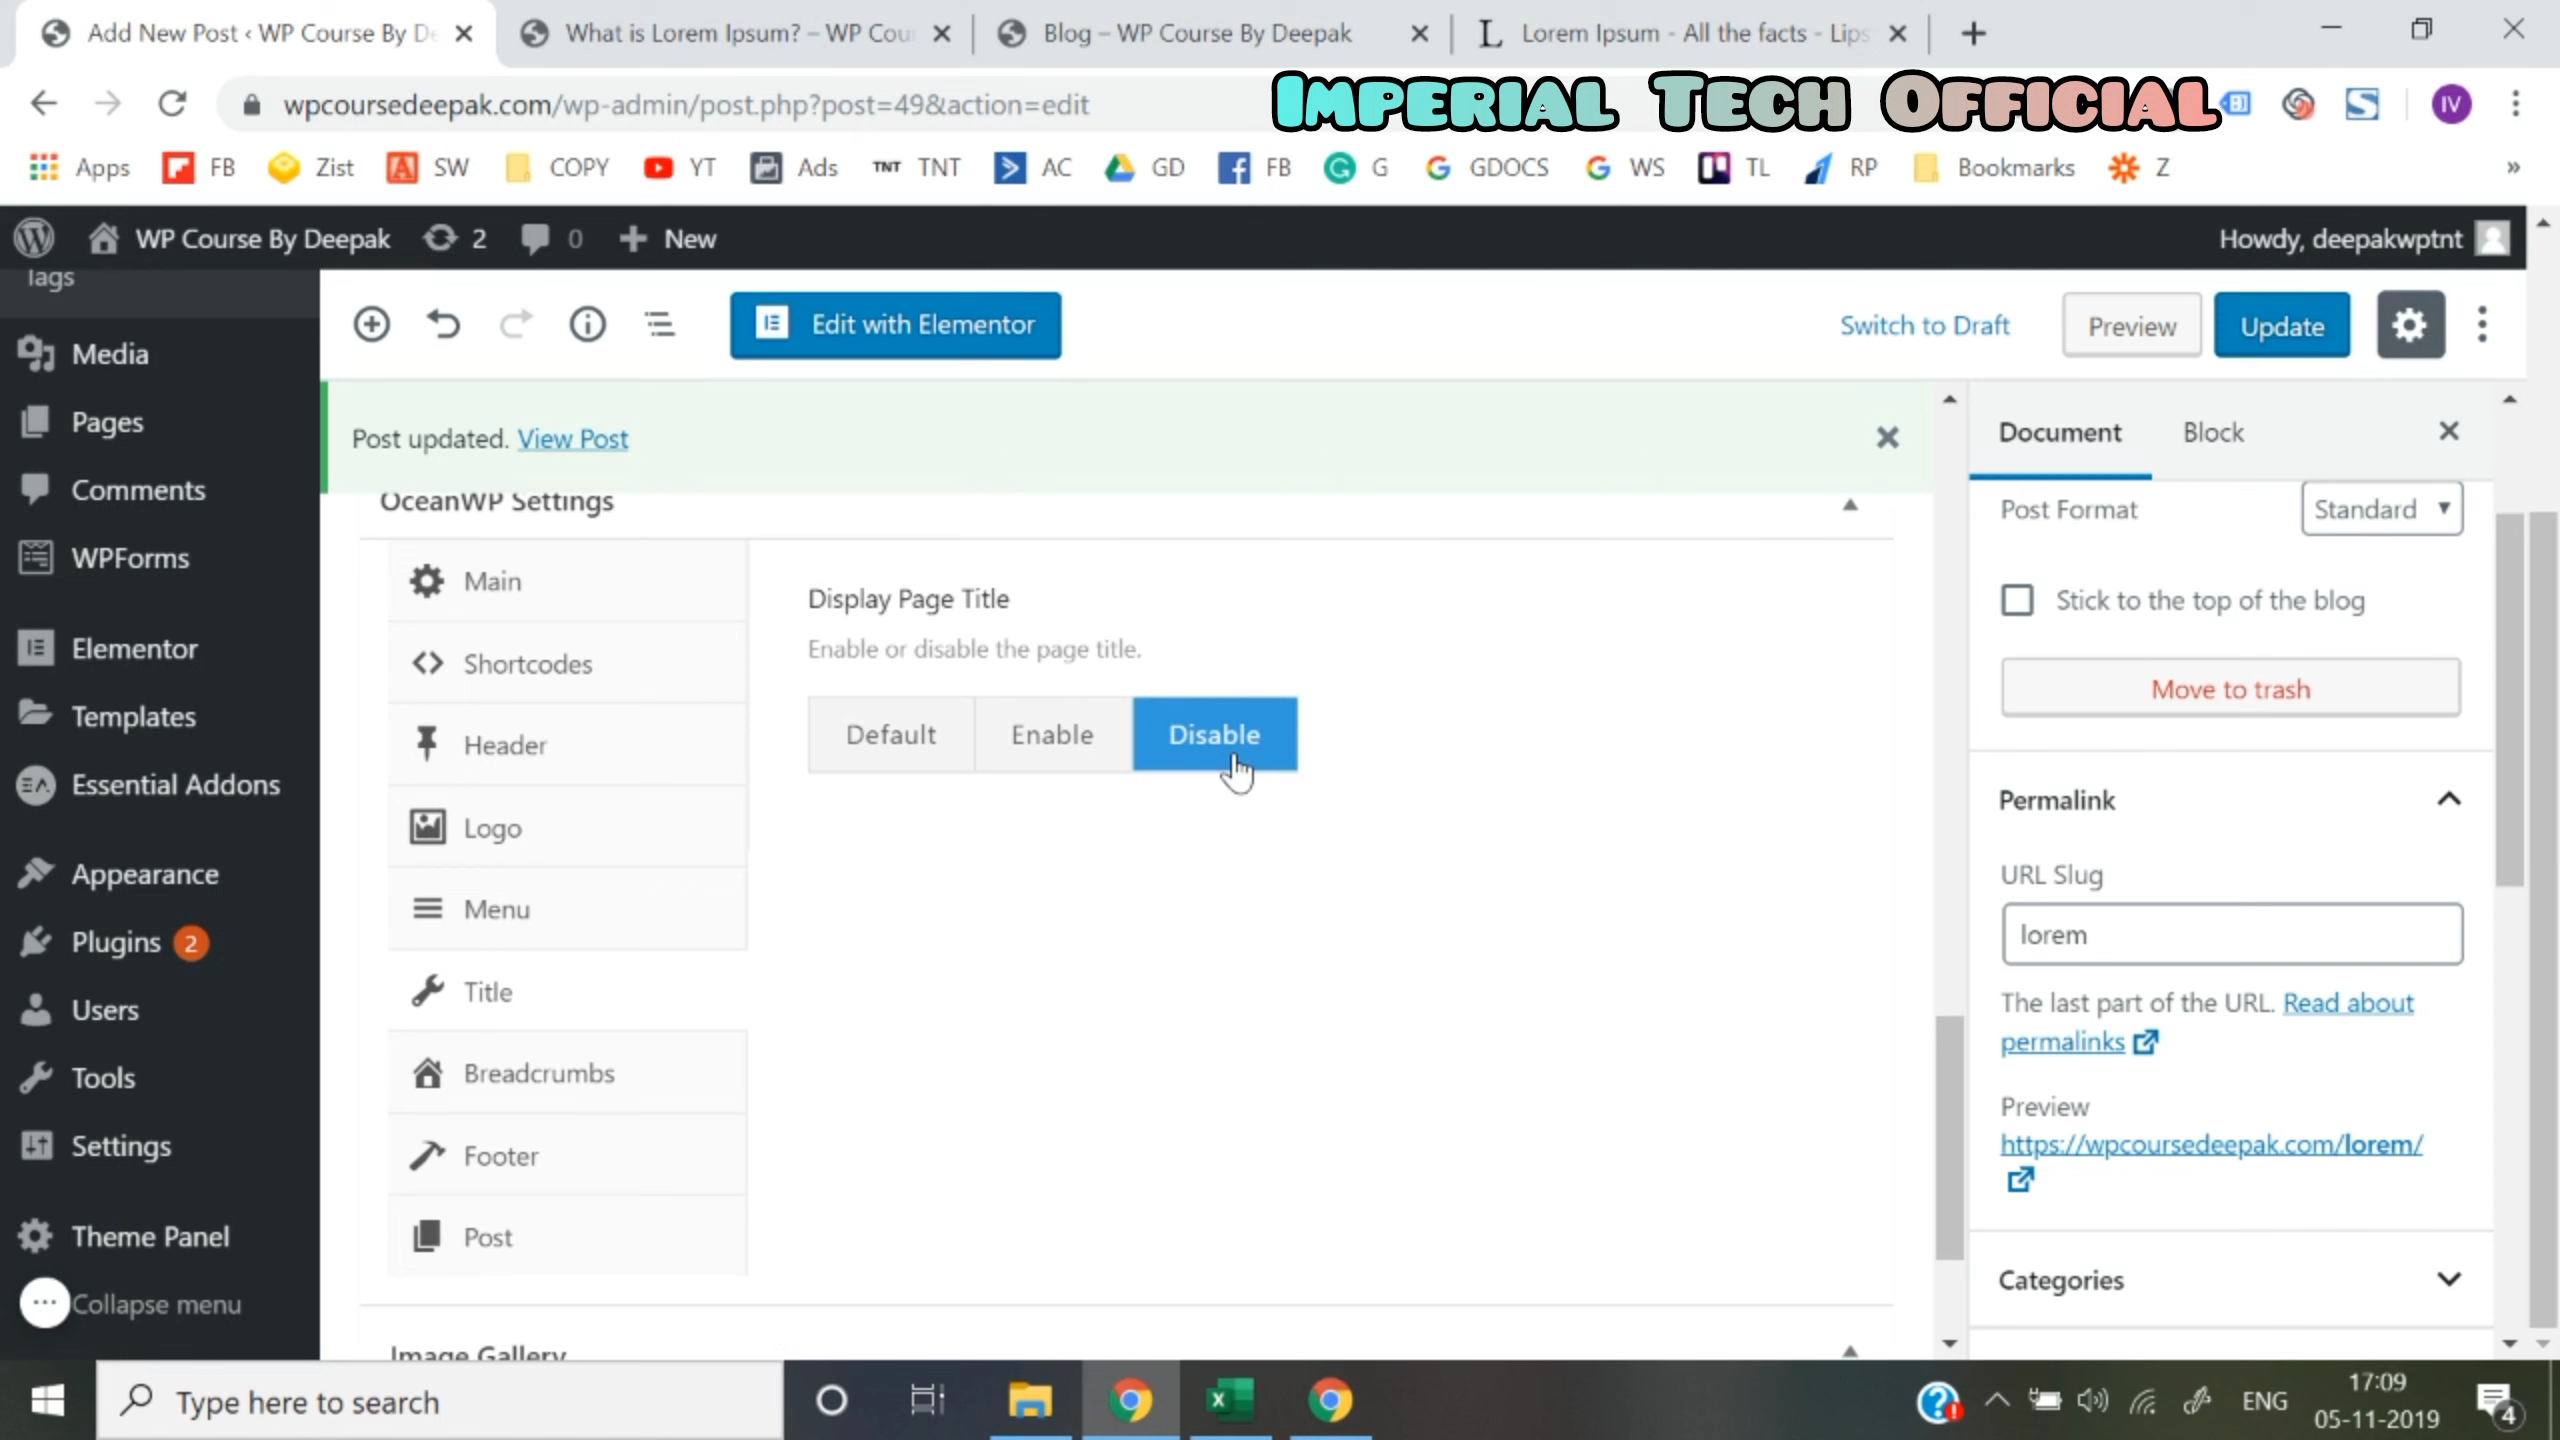 Add New Post ‹ WP Course By De
What is Lorem Ipsum? – WP Cou
Blog – WP Course By Deepak
Lorem Ipsum - All the facts - Lips
wpcoursedeepak.com/wp-admin/post.php?post=49&action=edit
Imperial Tech Official
IV
Apps FB Zist SW COPY YT Ads TNT TNT AC GD FB G GDOCS WS TL RP Bookmarks Z »
WP Course By Deepak 2 0 New
Howdy, deepakwptnt
Tags
Media
Pages
Comments
WPForms
Elementor
Templates
Essential Addons
Appearance
Plugins 2
Users
Tools
Settings
Theme Panel
Collapse menu
Edit with Elementor
Switch to Draft Preview Update
Post updated. View Post
OceanWP Settings
Main
Shortcodes
Header
Logo
Menu
Title
Breadcrumbs
Footer
Post
Display Page Title
Enable or disable the page title.
Default Enable Disable
Image Gallery
Document Block
Post Format Standard
Stick to the top of the blog
Move to trash
Permalink
URL Slug
lorem
The last part of the URL. Read about
permalinks
Preview
https://wpcoursedeepak.com/lorem/
Categories
Type here to search
ENG
17:09
05-11-2019
4